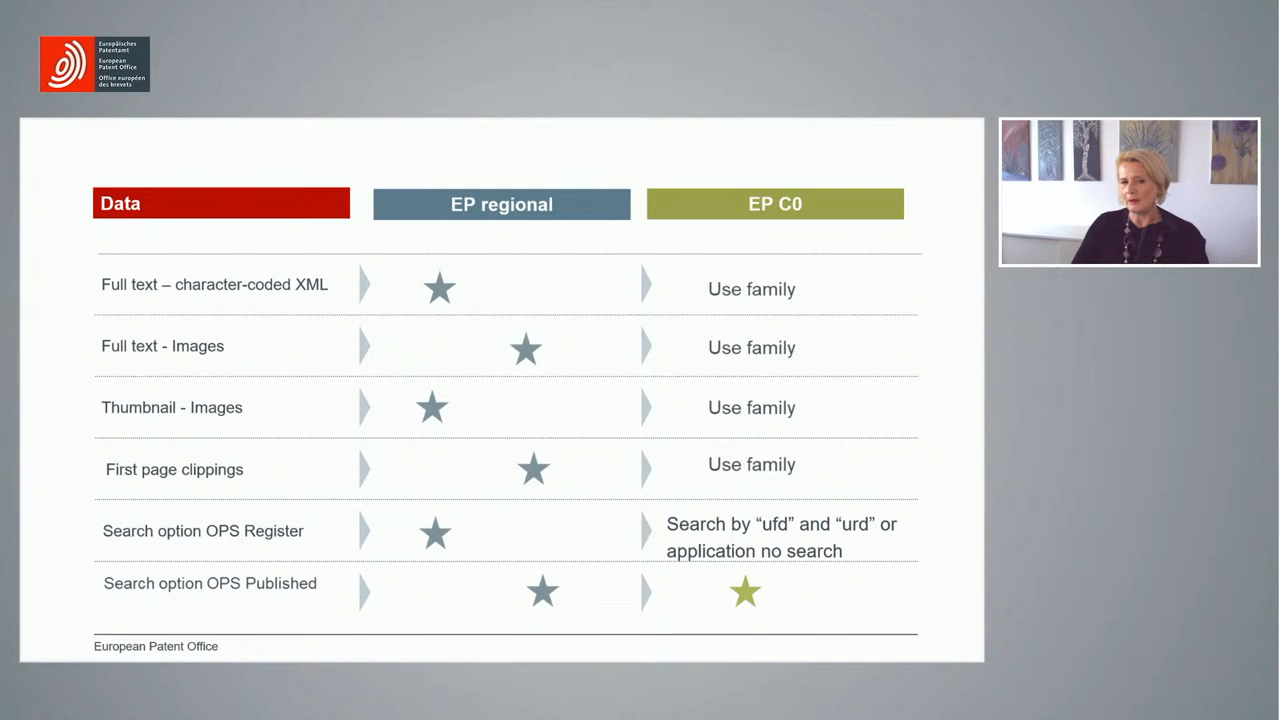 Europäisches
Patentamt
European
Patent Office
Office européen
des brevets
Data
EP regional
EP C0
Full text – character-coded XML
Use family
Full text - Images
Use family
Thumbnail - Images
Use family
First page clippings
Use family
Search option OPS Register
Search by “ufd” and “urd” or
application no search
Search option OPS Published
European Patent Office